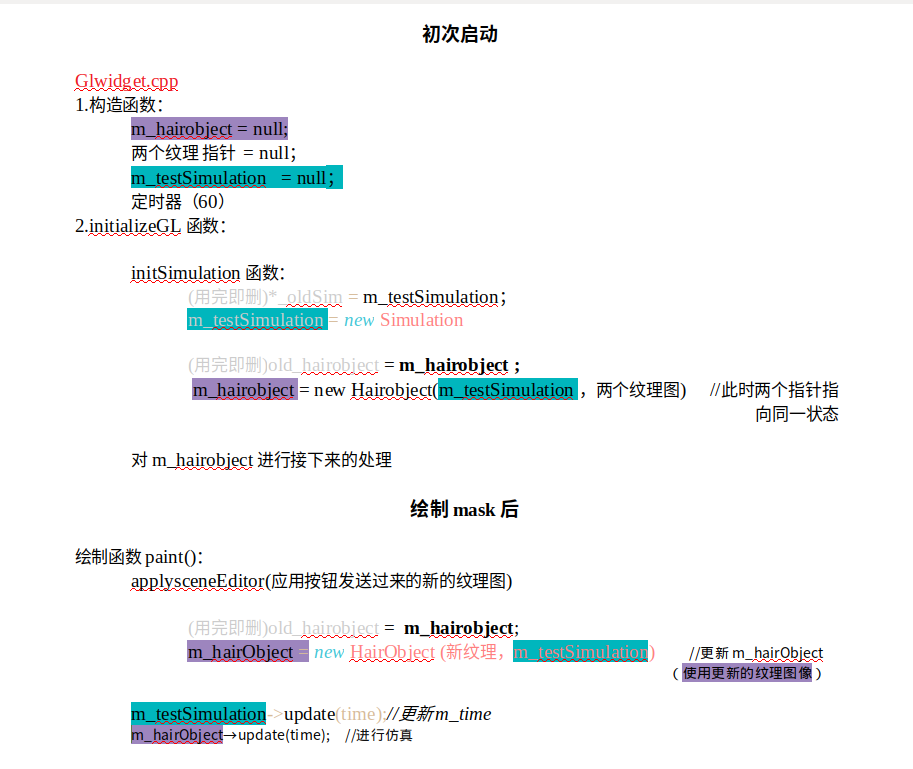 初次启动
Glwidget.cpp
1.构造函数：
m_hairobject = null;
两个纹理 指针 = null；
m_testSimulation = null；
定时器（60）
2.initializeGL 函数：
initSimulation 函数：
(用完即删)*_oldSim = m_testSimulation；
m_testSimulation = new Simulation
(用完即删)old_hairobject = m_hairobject ;
m_hairobject = new Hairobject(m_testSimulation ，两个纹理图) //此时两个指针指
向同一状态
对 m_hairobject 进行接下来的处理
绘制 mask 后
绘制函数 paint()：
applysceneEditor(应用按钮发送过来的新的纹理图)
(用完即删)old_hairobject = m_hairobject;
m_hairObject = new HairObject (新纹理，m_testSimulation) //更新 m_hairObject
（使用更新的纹理图像）
m_testSimulation->update(time);//更新m_time
m_hairObject→update(time); //进行仿真